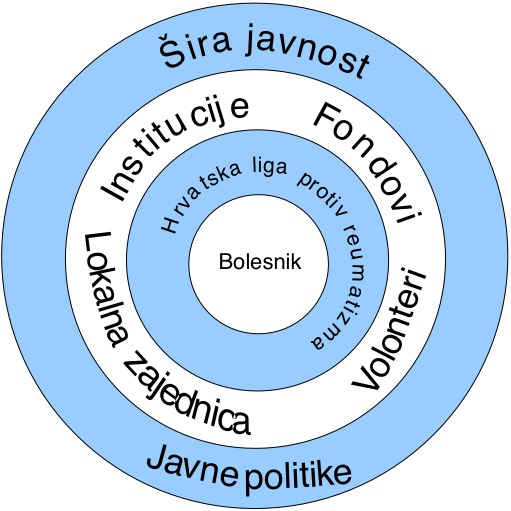 Šira javnost
Institucije
Fondovi
Hrvatska liga protiv reumatizma
Bolesnik
Lokalna zajednica
Volonteri
Javne politike